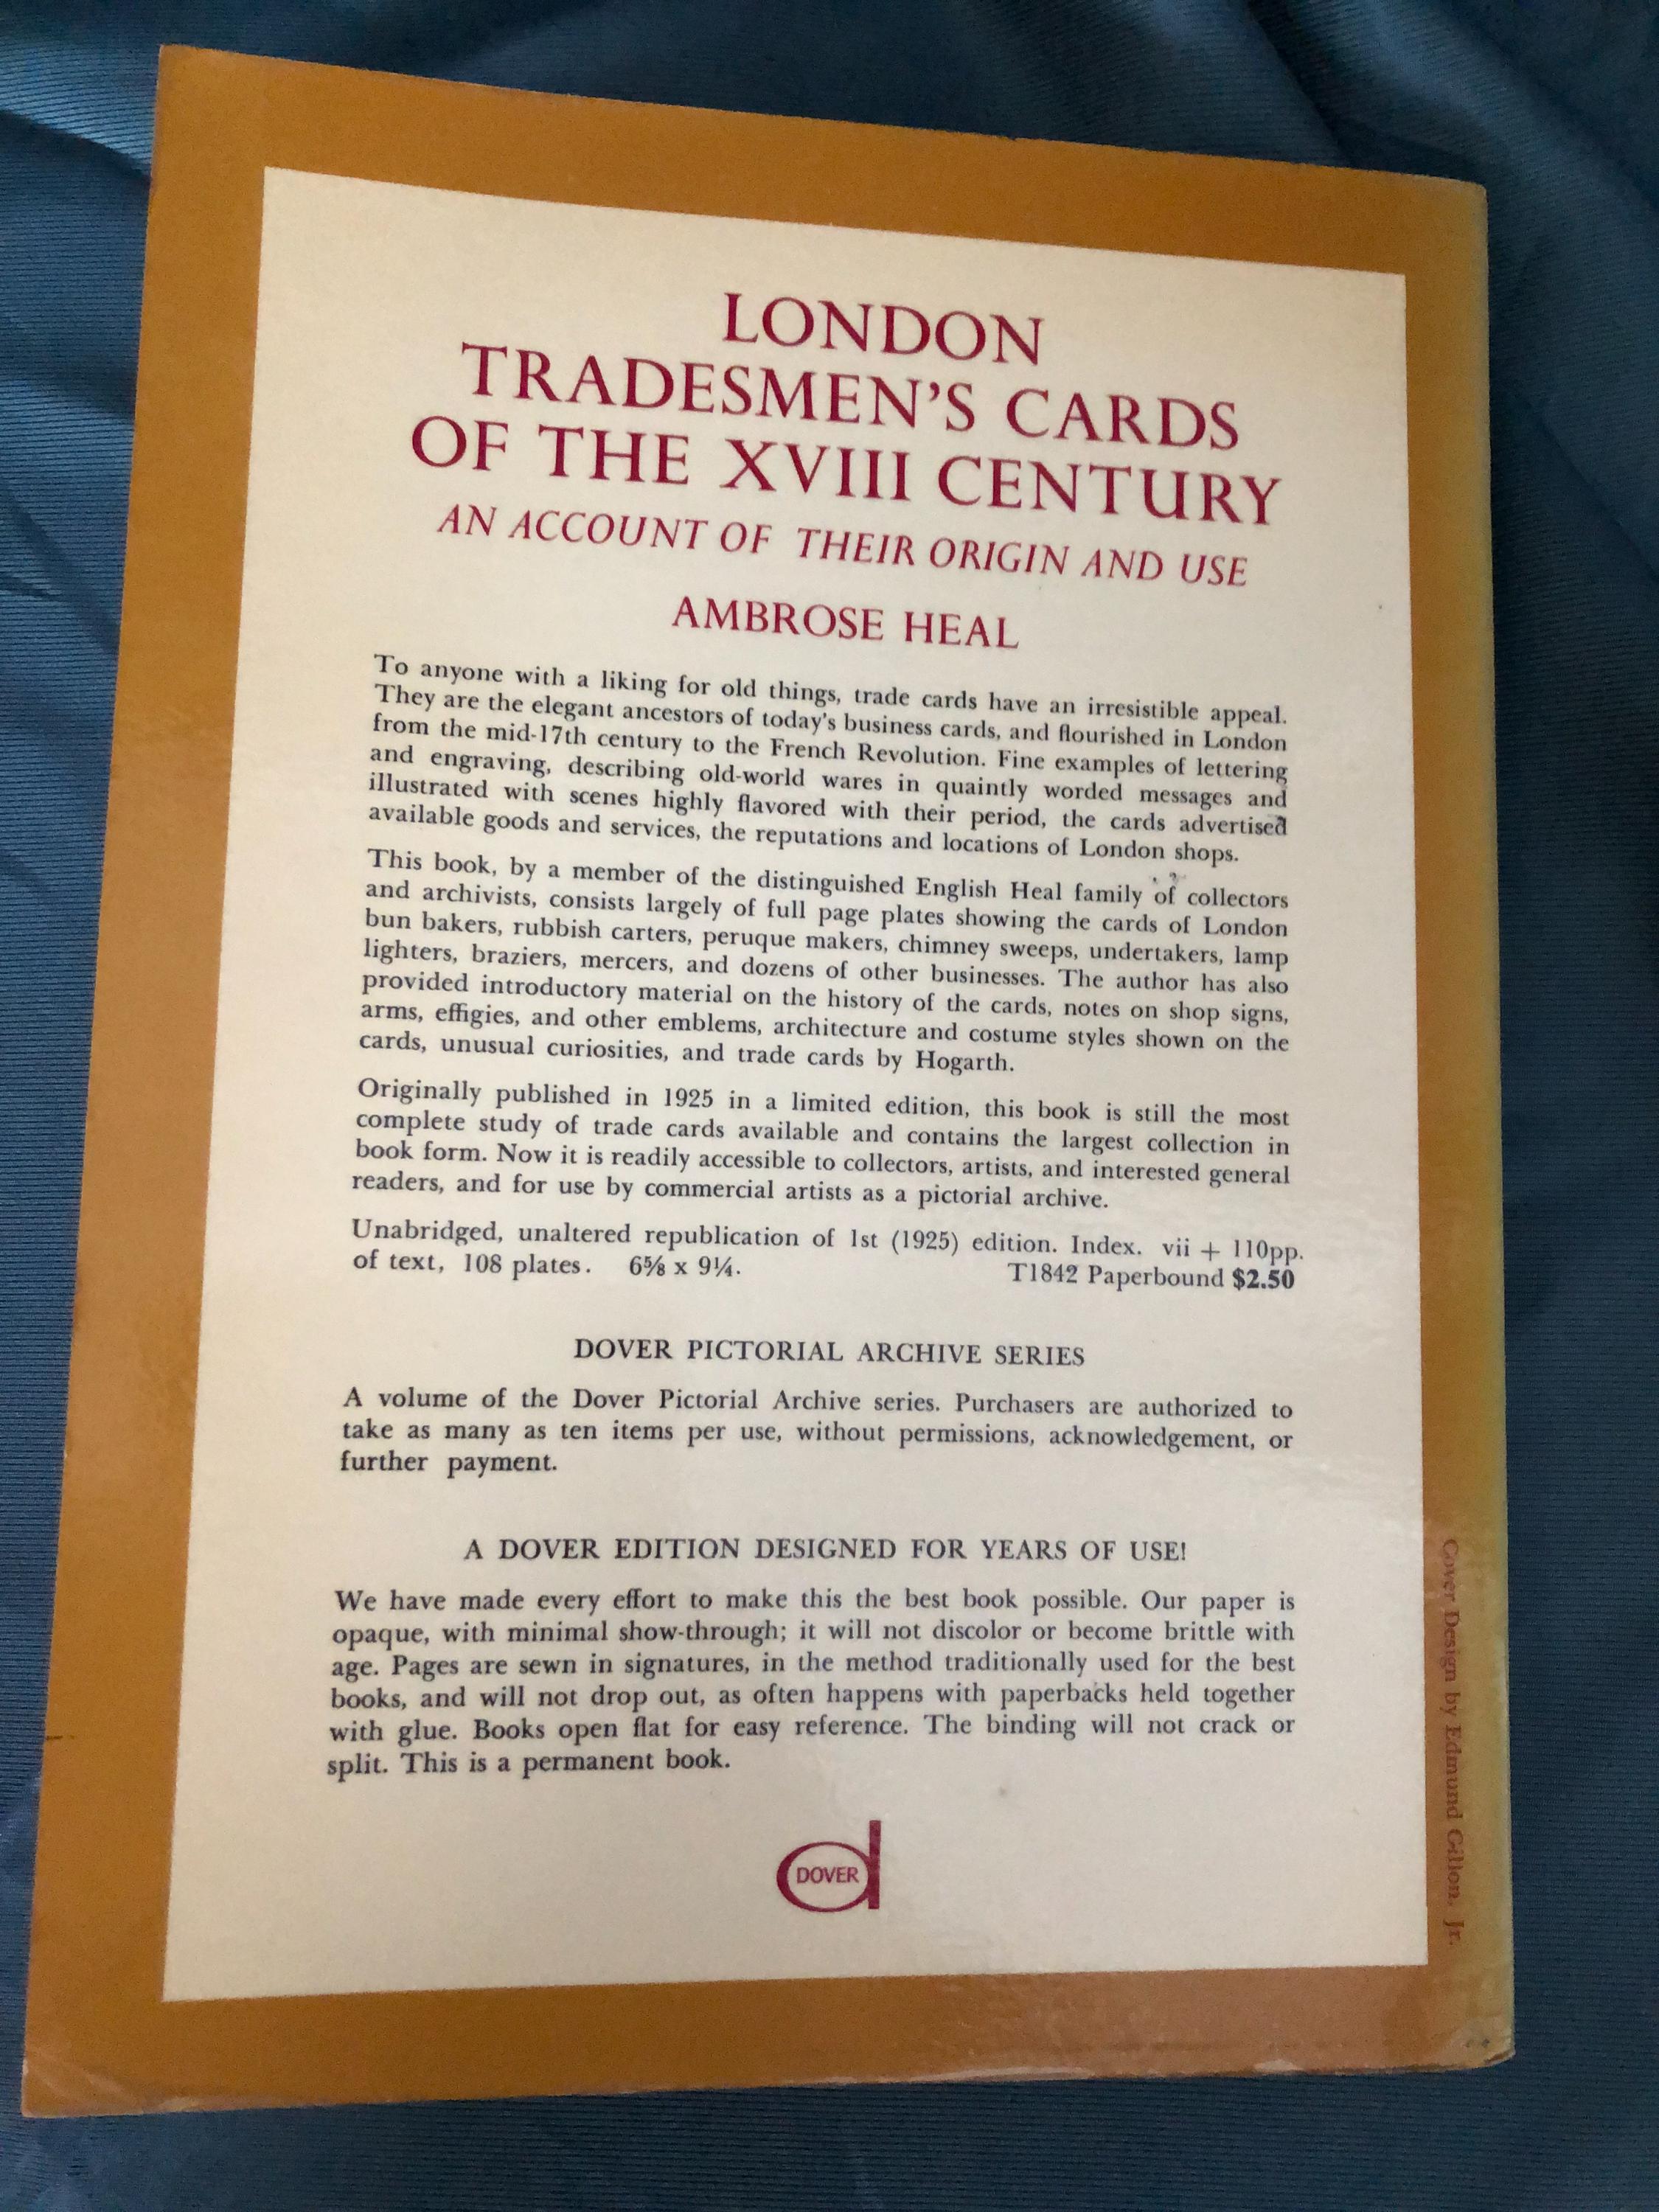 LONDON
TRADESMEN'S CARDS
OF THE XVIII CENTURY
AN ACCOUNT OF THEIR ORIGIN AND USE
AMBROSE HEAL
To anyone with a liking for old things, trade cards have an irresistible appeal.
They are the elegant ancestors of today's business cards, and flourished in London
from the mid-17th century to the French Revolution. Fine examples of lettering
and engraving, describing old-world wares in quaintly worded messages and
illustrated with scenes highly flavored with their period, the cards advertised
available goods and services, the reputations and locations of London shops.
This book, by a member of the distinguished English Heal family of collectors
and archivists, consists largely of full page plates showing the cards of London
bun bakers, rubbish carters, peruque makers, chimney sweeps, undertakers, lamp
lighters, braziers, mercers, and dozens of other businesses. The author has also
provided introductory material on the history of the cards, notes on shop signs,
arms, effigies, and other emblems, architecture and costume styles shown on the
cards, unusual curiosities, and trade cards by Hogarth.
Originally published in 1925 in a limited edition, this book is still the most
complete study of trade cards available and contains the largest collection in
book form. Now it is readily accessible to collectors, artists, and interested general
readers, and for use by commercial artists as a pictorial archive.
Unabridged, unaltered republication of 1st (1925) edition. Index. vii + 110pp.
of text, 108 plates. 6⅝ x 9¼. T1842 Paperbound $2.50
DOVER PICTORIAL ARCHIVE SERIES
A volume of the Dover Pictorial Archive series. Purchasers are authorized to
take as many as ten items per use, without permissions, acknowledgement, or
further payment.
A DOVER EDITION DESIGNED FOR YEARS OF USE!
We have made every effort to make this the best book possible. Our paper is
opaque, with minimal show-through; it will not discolor or become brittle with
age. Pages are sewn in signatures, in the method traditionally used for the best
books, and will not drop out, as often happens with paperbacks held together
with glue. Books open flat for easy reference. The binding will not crack or
split. This is a permanent book.
DOVER
Cover Design by Edmund Gillon, Jr.